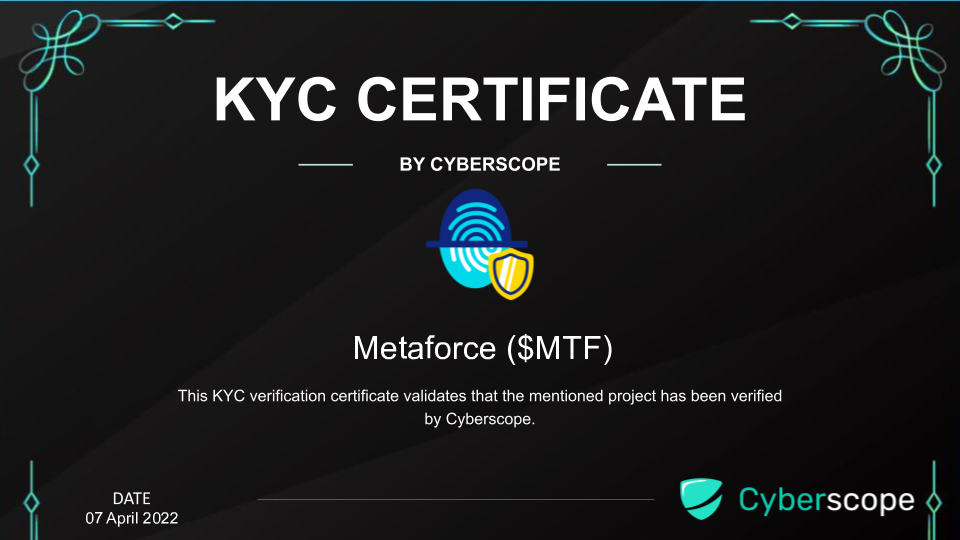 KYC CERTIFICATE
BY CYBERSCOPE
Metaforce ($MTF)
This KYC verification certificate validates that the mentioned project has been verified
by Cyberscope.
DATE
07 April 2022
Cyberscope